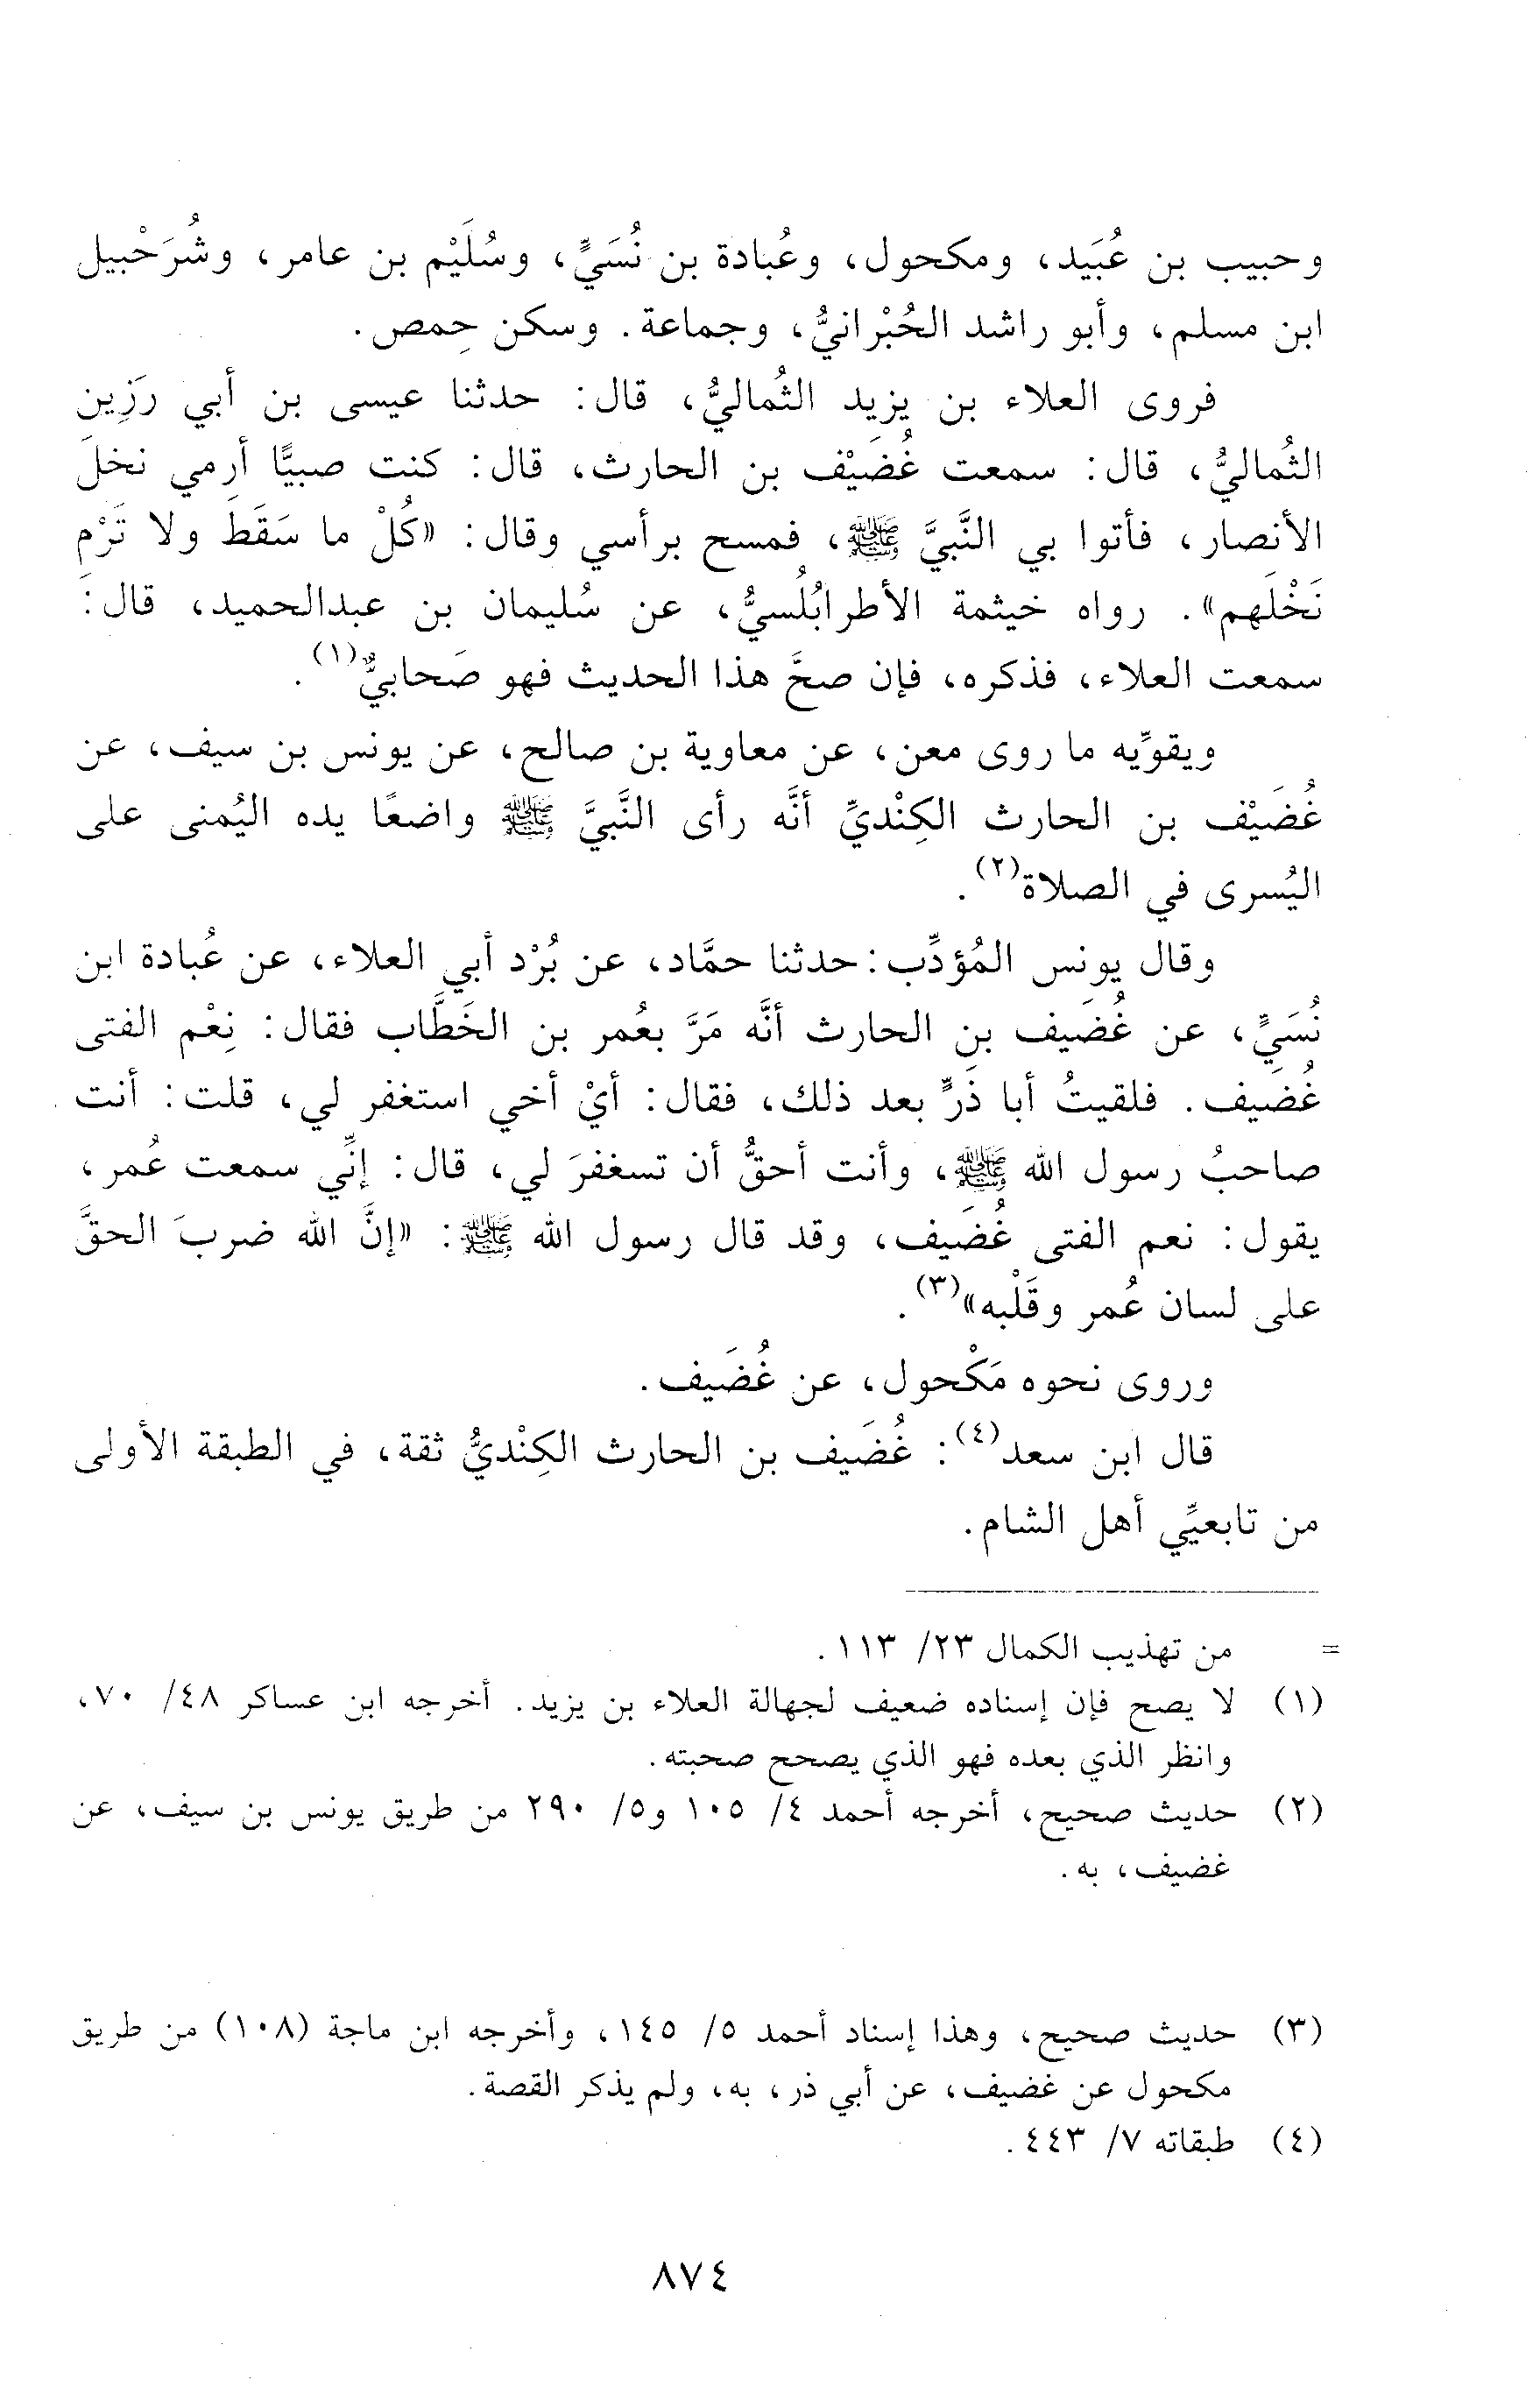 وحبيب بن عُبَيد، ومكحول، وعُبادة بن نُسَيٍّ، وسُلَيْم بن عامر، وشُرَحْبيل
ابن مسلم، وأبو راشد الحُبْرانيُّ، وجماعة. وسكن حِمص.
فروى العلاء بن يزيد الثُماليُّ، قال: حدثنا عيسى بن أبي رَزِين
الثُماليُّ، قال: سمعت غُضَيْف بن الحارث، قال: كنت صبيًّا أرمي نخلَ
الأنصار، فأتوا بي النَّبيَّ ﷺ، فمسح برأسي وقال: «كُلْ ما سَقَطَ ولا تَرْمِ
نَخْلَهم». رواه خيثمة الأطرابُلُسيُّ، عن سُليمان بن عبدالحميد، قال:
سمعت العلاء، فذكره، فإن صحَّ هذا الحديث فهو صَحابيٌّ(١).
ويقوِّيه ما روى معن، عن معاوية بن صالح، عن يونس بن سيف، عن
غُضَيْف بن الحارث الكِنْديِّ أنَّه رأى النَّبيَّ ﷺ واضعًا يده اليُمنى على
اليُسرى في الصلاة(٢).
وقال يونس المُؤدِّب: حدثنا حمَّاد، عن بُرْد أبي العلاء، عن عُبادة ابن
نُسَيٍّ، عن غُضَيف بن الحارث أنَّه مَرَّ بعُمر بن الخَطَّاب فقال: نِعْم الفتى
غُضَيف. فلقيتُ أبا ذَرٍّ بعد ذلك، فقال: أيْ أخي استغفر لي، قلت: أنت
صاحبُ رسول الله ﷺ، وأنت أحقُّ أن تسغفرَ لي، قال: إنِّي سمعت عُمر،
يقول: نعم الفتى غُضَيف، وقد قال رسول الله ﷺ: «إنَّ الله ضربَ الحقَّ
على لسان عُمر وقَلْبه»(٣).
وروى نحوه مَكْحول، عن غُضَيف.
قال ابن سعد(٤): غُضَيف بن الحارث الكِنْديُّ ثقة، في الطبقة الأولى
من تابعيِّي أهل الشام.
= من تهذيب الكمال ٢٣/ ١١٣.
(١) لا يصح فإن إسناده ضعيف لجهالة العلاء بن يزيد. أخرجه ابن عساكر ٤٨/ ٧٠،
وانظر الذي بعده فهو الذي يصحح صحبته.
(٢) حديث صحيح، أخرجه أحمد ٤/ ١٠٥ و٥/ ٢٩٠ من طريق يونس بن سيف، عن
غضيف، به.
(٣) حديث صحيح، وهذا إسناد أحمد ٥/ ١٤٥، وأخرجه ابن ماجة (١٠٨) من طريق
مكحول عن غضيف، عن أبي ذر، به، ولم يذكر القصة.
(٤) طبقاته ٧/ ٤٤٣.
٨٧٤